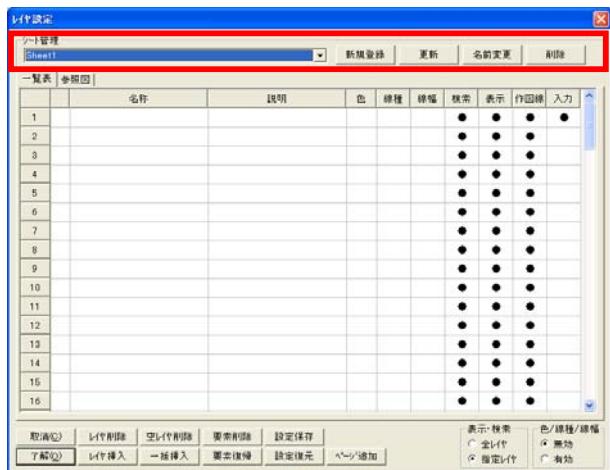 ﾚｲﾔ設定
ｼｰﾄ管理
Sheet1 新規登録 更新 名前変更 削除
一覧表 参照図
名称 説明 色 線種 線幅 検索 表示 作図線 入力
1 ● ● ● ●
2 ● ● ●
3 ● ● ●
4 ● ● ●
5 ● ● ●
6 ● ● ●
7 ● ● ●
8 ● ● ●
9 ● ● ●
10 ● ● ●
11 ● ● ●
12 ● ● ●
13 ● ● ●
14 ● ● ●
15 ● ● ●
16 ● ● ●
表示・検索 色/線種/線幅
取消(C) ﾚｲﾔ削除 空ﾚｲﾔ削除 要素削除 設定保存 全ﾚｲﾔ 無効
了解(O) ﾚｲﾔ挿入 一括挿入 要素復帰 設定復元 ﾍﾟｰｼﾞ追加 指定ﾚｲﾔ 有効